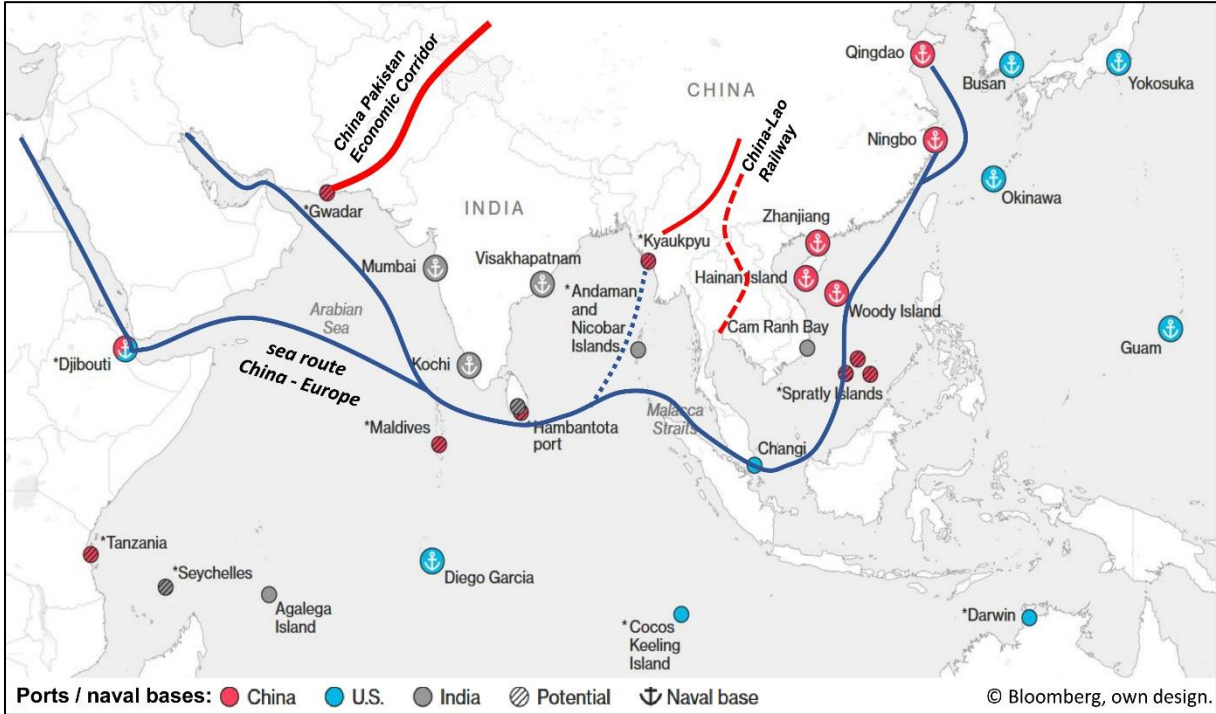 China Pakistan
Economic Corridor
Qingdao
Busan
Yokosuka
CHINA
China-Lao
Railway
Ningbo
Okinawa
*Gwadar
INDIA
Zhanjiang
*Kyaukpyu
Mumbai
Visakhapatnam
Hainan Island
*Andaman
and
Nicobar
Islands
Woody Island
Arabian
Sea
Cam Ranh Bay
Guam
*Djibouti
sea route
China - Europe
Kochi
*Spratly Islands
*Maldives
*Hambantota
port
Malacca
Straits
Changi
*Tanzania
*Seychelles
Agalega
Island
Diego Garcia
*Cocos
Keeling
Island
*Darwin
Ports / naval bases: China U.S. India Potential Naval base
© Bloomberg, own design.